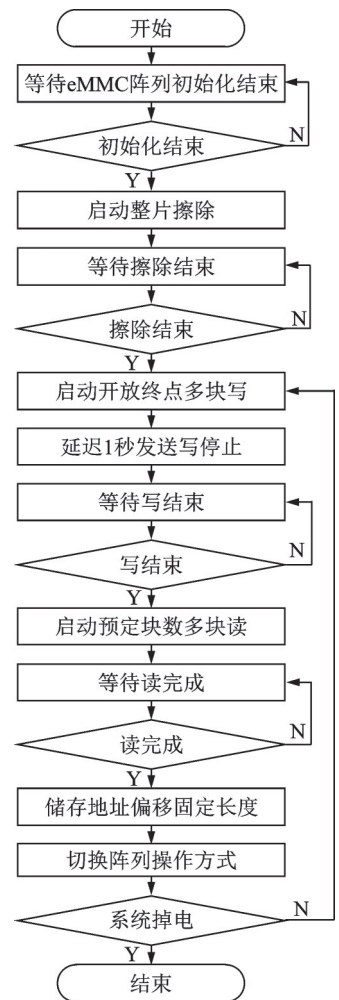 开始
等待eMMC阵列初始化结束
初始化结束
N
Y
启动整片擦除
等待擦除结束
擦除结束
N
Y
启动开放终点多块写
延迟1秒发送写停止
等待写结束
写结束
N
Y
启动预定块数多块读
等待读完成
读完成
N
Y
储存地址偏移固定长度
切换阵列操作方式
系统掉电
N
Y
结束